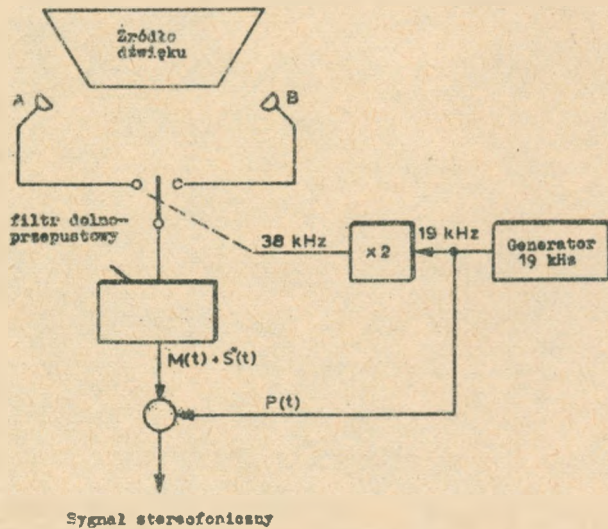 Źródło
dźwięku
A
B
filtr dolno-
przepustowy
38 kHz
x 2
19 kHz
Generator
19 kHz
M(t) + S*(t)
P(t)
Sygnał stereofoniczny